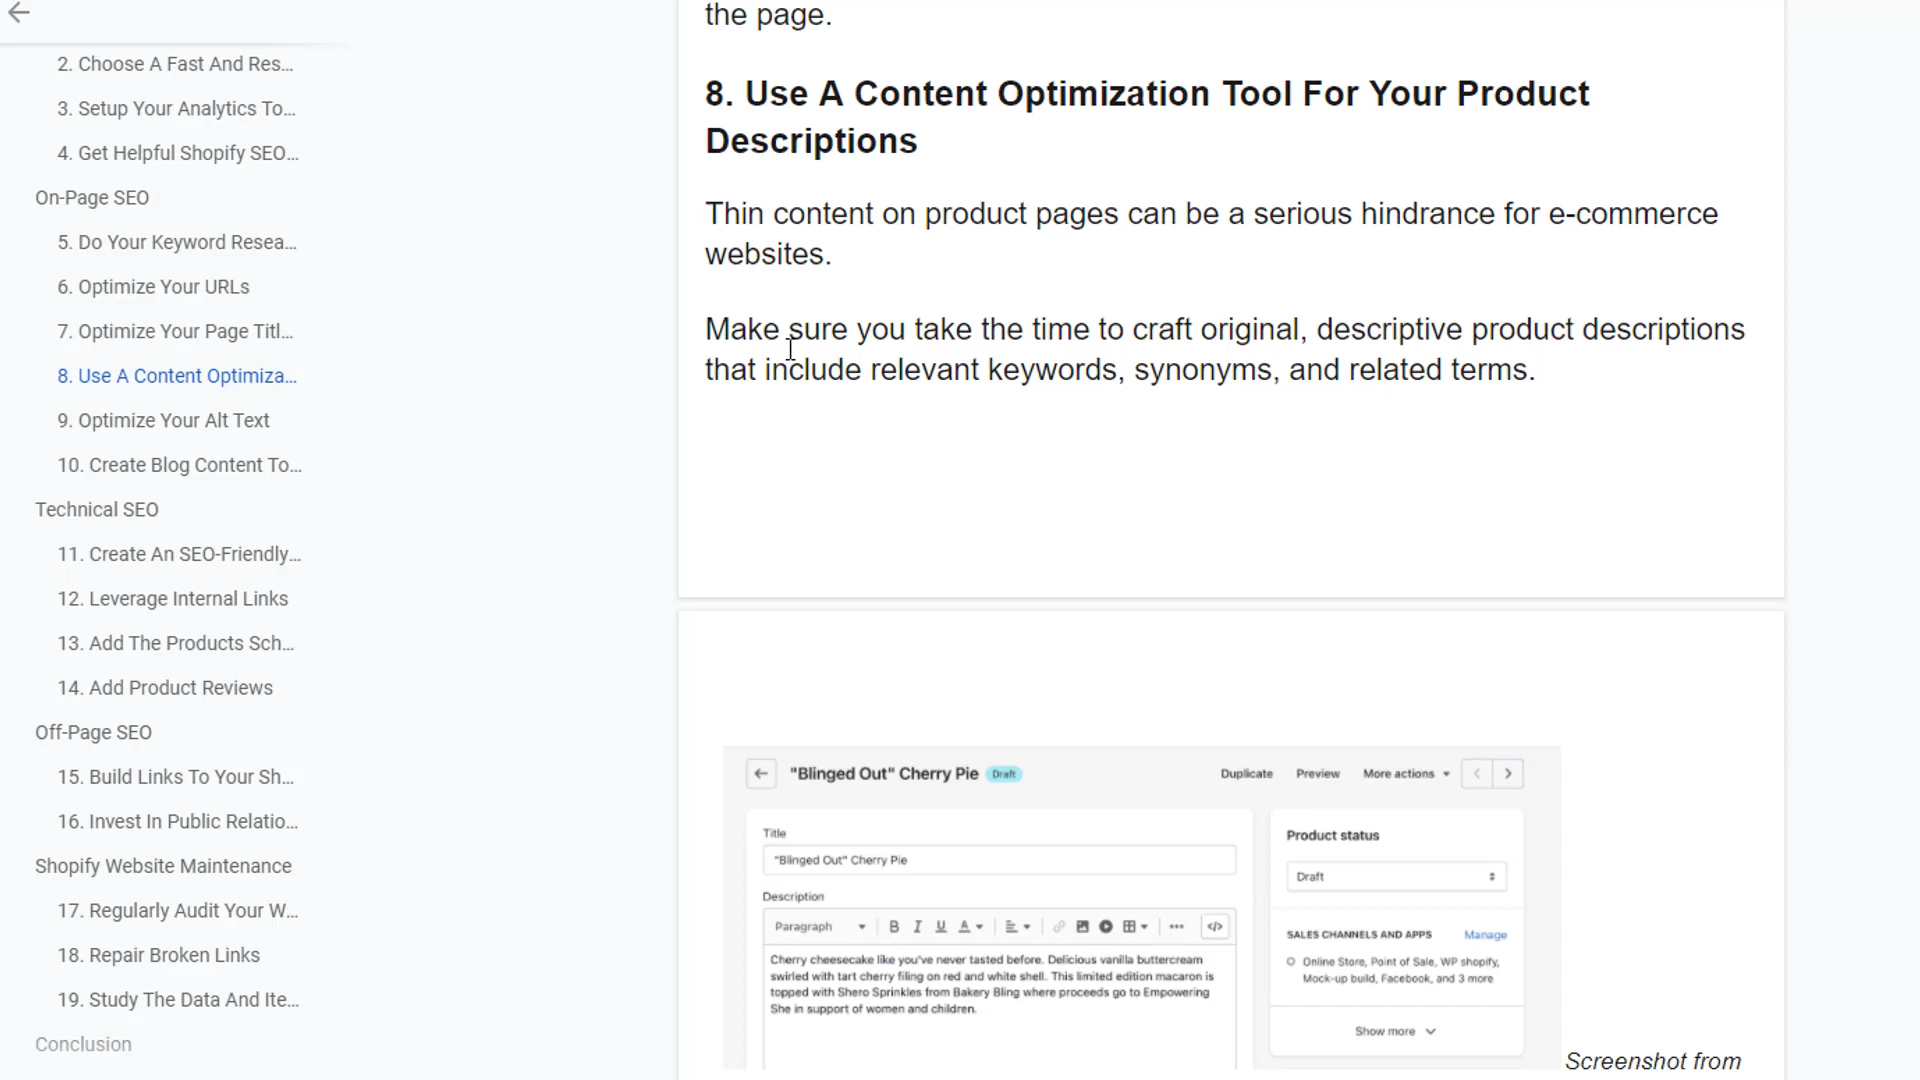 2. Choose A Fast And Res...
3. Setup Your Analytics To...
4. Get Helpful Shopify SEO...
On-Page SEO
5. Do Your Keyword Resea...
6. Optimize Your URLs
7. Optimize Your Page Titl...
8. Use A Content Optimiza...
9. Optimize Your Alt Text
10. Create Blog Content To...
Technical SEO
11. Create An SEO-Friendly...
12. Leverage Internal Links
13. Add The Products Sch...
14. Add Product Reviews
Off-Page SEO
15. Build Links To Your Sh...
16. Invest In Public Relatio...
Shopify Website Maintenance
17. Regularly Audit Your W...
18. Repair Broken Links
19. Study The Data And Ite...
Conclusion
the page.
8. Use A Content Optimization Tool For Your Product
Descriptions
Thin content on product pages can be a serious hindrance for e-commerce
websites.
Make sure you take the time to craft original, descriptive product descriptions
that include relevant keywords, synonyms, and related terms.
"Blinged Out" Cherry Pie Draft
Duplicate Preview More actions
Title
"Blinged Out" Cherry Pie
Description
Paragraph B I U A ... </>
Cherry cheesecake like you've never tasted before. Delicious vanilla buttercream
swirled with tart cherry filing on red and white shell. This limited edition macaron is
topped with Shero Sprinkles from Bakery Bling where proceeds go to Empowering
She in support of women and children.
Product status
Draft
SALES CHANNELS AND APPS Manage
Online Store, Point of Sale, WP shopify,
Mock-up build, Facebook, and 3 more
Show more
Screenshot from